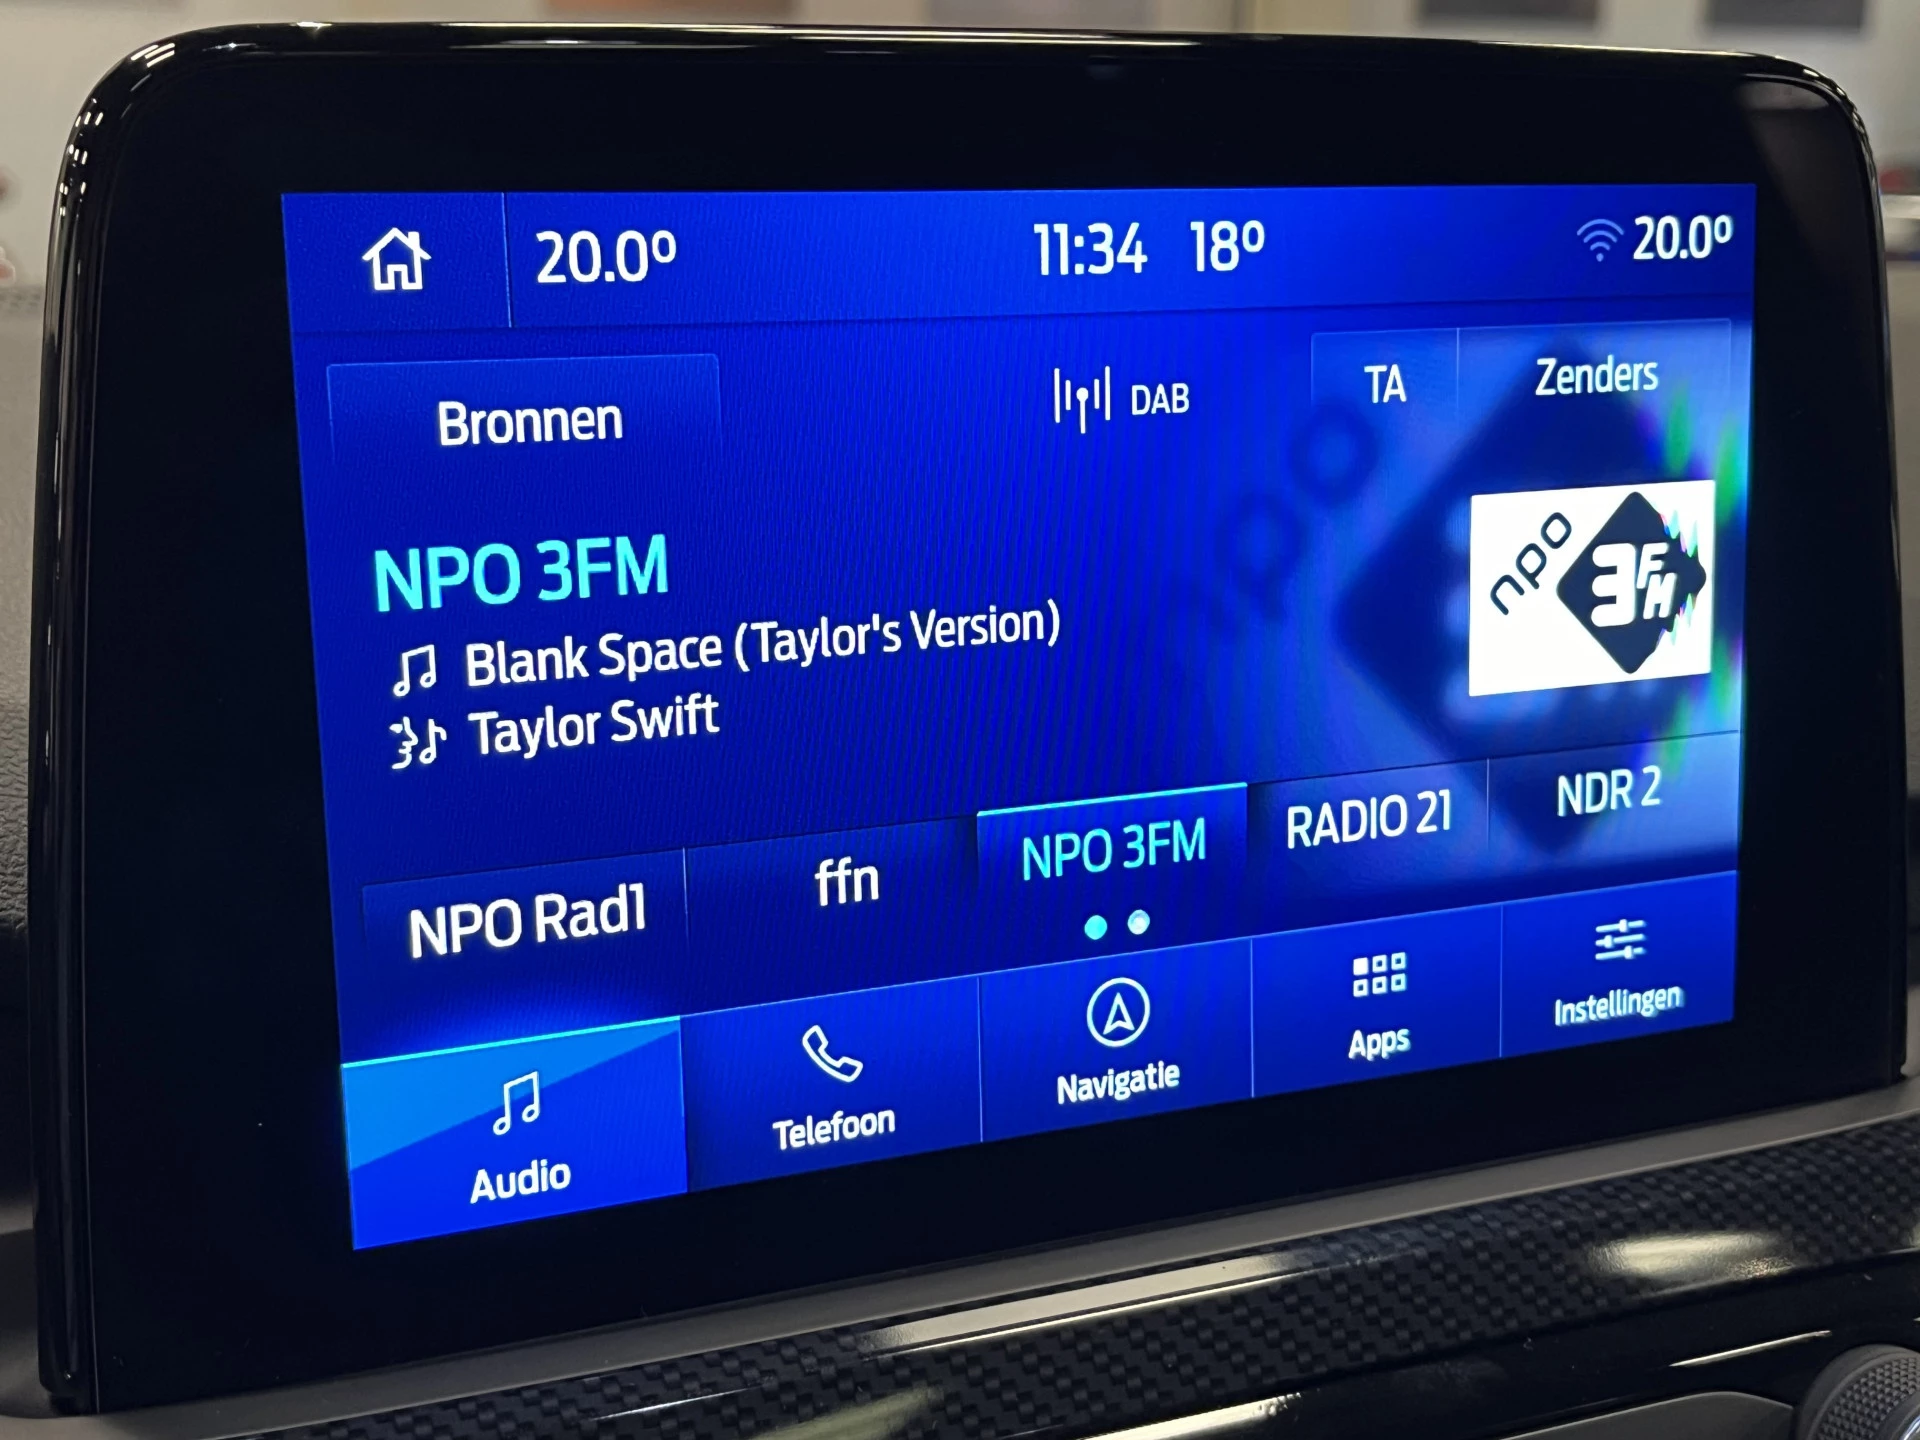 20.0° 11:34 18° 20.0°
Bronnen DAB TA Zenders
NPO 3FM
Blank Space (Taylor's Version)
Taylor Swift
npo 3FM
NPO Rad1 ffn NPO 3FM RADIO 21 NDR 2
Audio Telefoon Navigatie Apps Instellingen